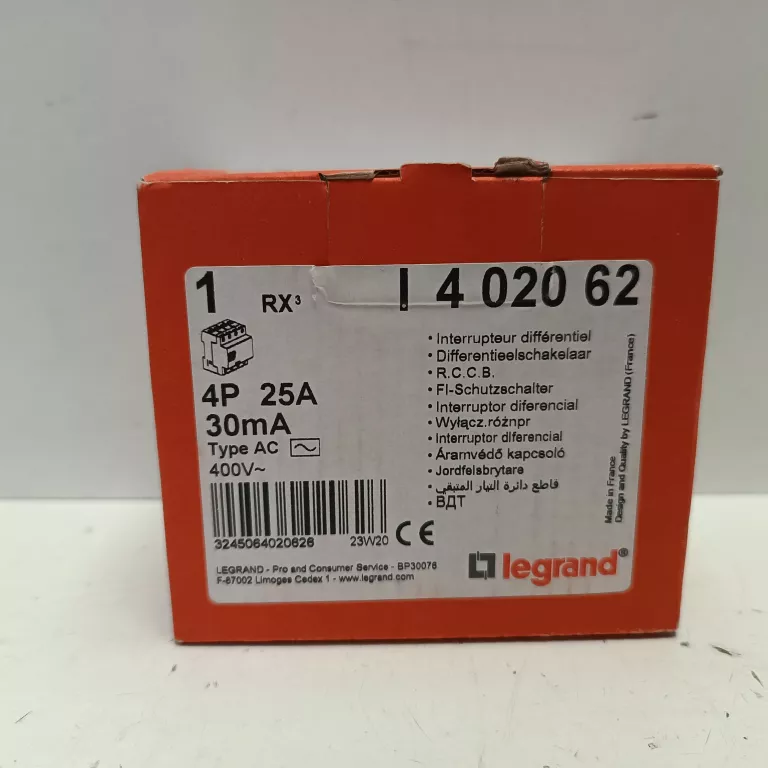 1 RX³ I 4 020 62
4P 25A
30mA
Type AC
400V~
3245064020626 23W20
CE
LEGRAND - Pro and Consumer Service - BP30076
F-87002 Limoges Cedex 1 - www.legrand.com
• Interrupteur différentiel
• Differentieelschakelaar
• R.C.C.B.
• FI-Schutzschalter
• Interruptor diferencial
• Wyłącz.różnpr
• Interruptor diferencial
• Áramvédő kapcsoló
• Jordfelsbrytare
• قاطع دائرة التيار المتبقي
• ВДТ
legrand®
Made in France
Design and Quality by LEGRAND (France)